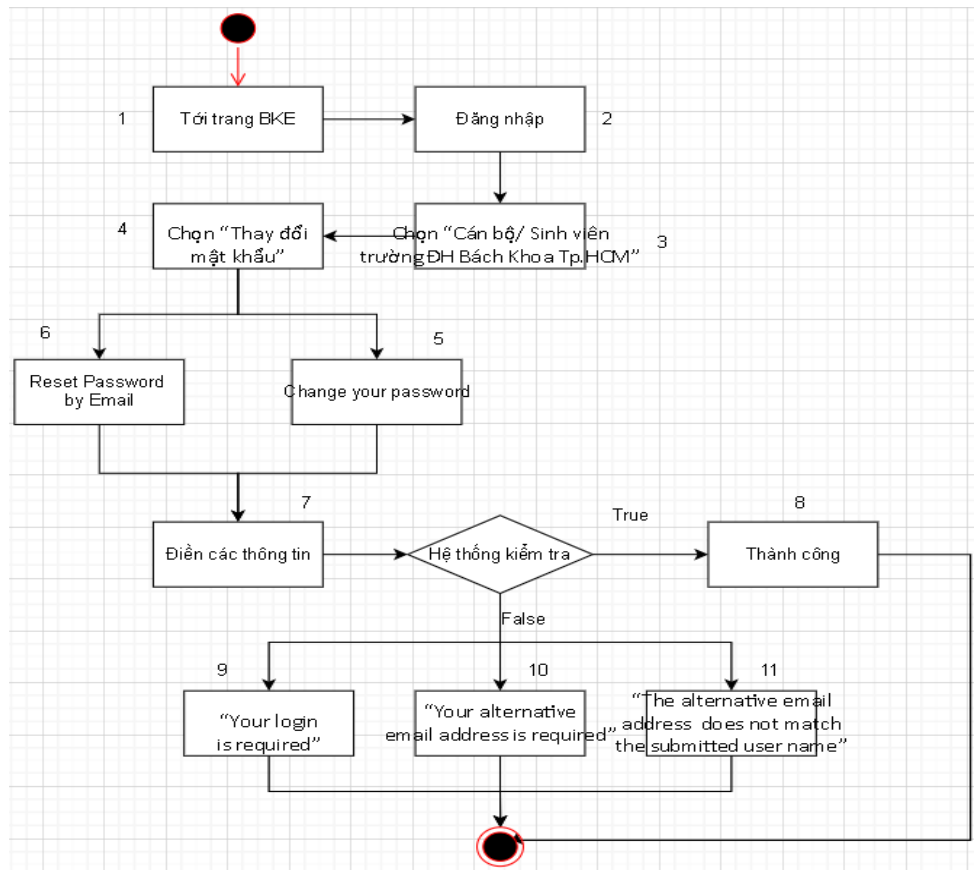 1
Tới trang BKE
Đăng nhập
2
4
Chọn “Thay đổi
mật khẩu”
Chọn “Cán bộ/ Sinh viên
trường ĐH Bách Khoa Tp.HCM”
3
6
5
Reset Password
by Email
Change your password
7
True
8
Điền các thông tin
Hệ thống kiểm tra
Thành công
False
9
10
11
“Your login
is required”
“Your alternative
email address is required”
“The alternative email
address does not match
the submitted user name”